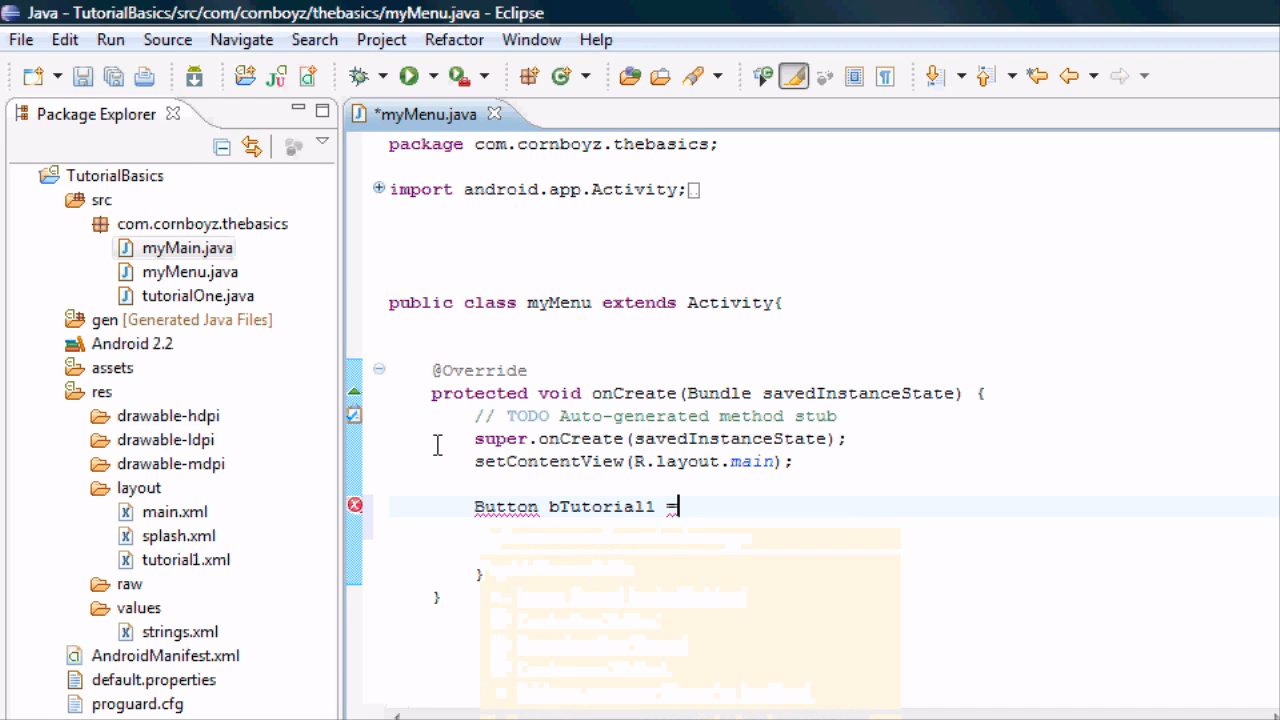 Java - TutorialBasics/src/com/cornboyz/thebasics/myMenu.java - Eclipse
File Edit Run Source Navigate Search Project Refactor Window Help
Package Explorer
TutorialBasics
src
com.cornboyz.thebasics
myMain.java
myMenu.java
tutorialOne.java
gen [Generated Java Files]
Android 2.2
assets
res
drawable-hdpi
drawable-ldpi
drawable-mdpi
layout
main.xml
splash.xml
tutorial1.xml
raw
values
strings.xml
AndroidManifest.xml
default.properties
proguard.cfg
*myMenu.java
package com.cornboyz.thebasics;
import android.app.Activity;
public class myMenu extends Activity{
@Override
protected void onCreate(Bundle savedInstanceState) {
// TODO Auto-generated method stub
super.onCreate(savedInstanceState);
setContentView(R.layout.main);
Button bTutorial1 =
}
}